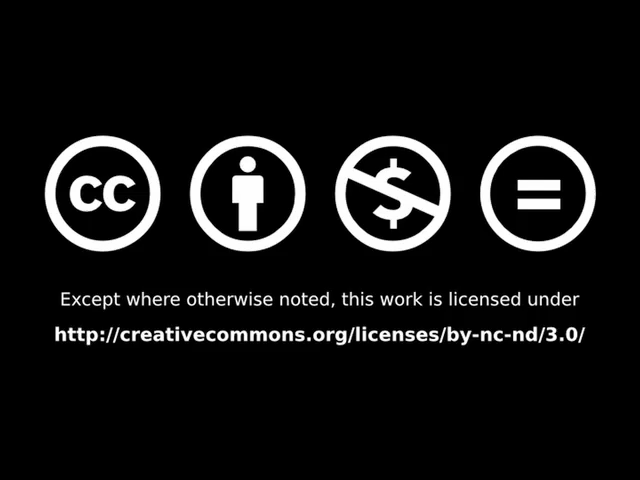 cc
$
=
Except where otherwise noted, this work is licensed under
http://creativecommons.org/licenses/by-nc-nd/3.0/